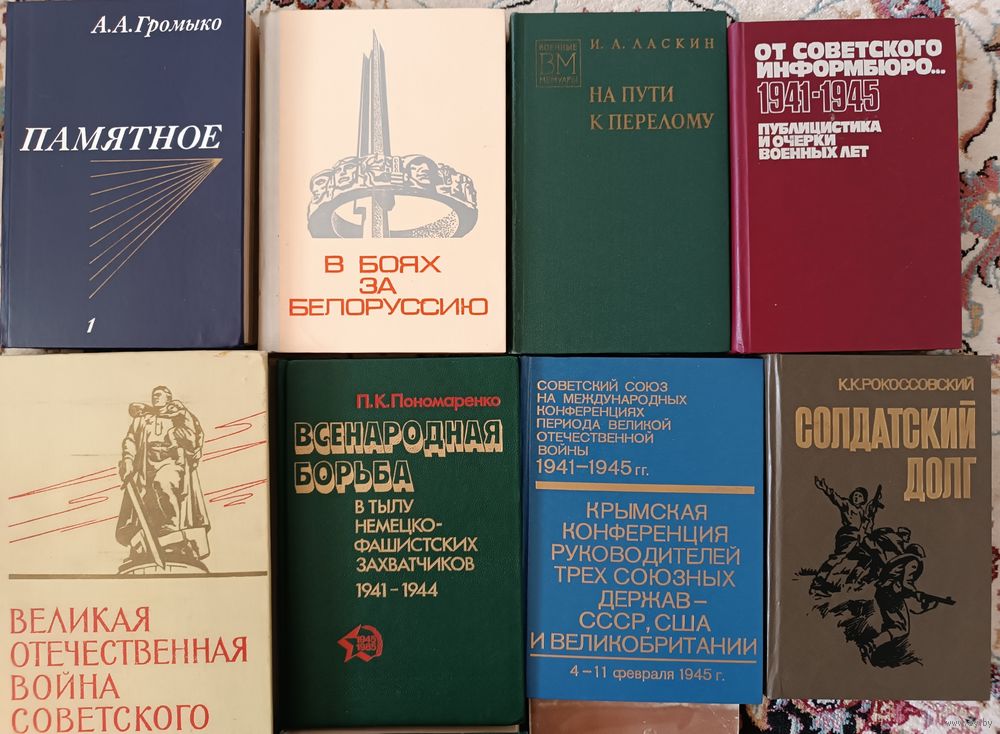 А.А.Громыко
ПАМЯТНОЕ
1
В БОЯХ
ЗА
БЕЛОРУССИЮ
ВОЕННЫЕ
ВМ
МЕМУАРЫ
И. А. ЛАСКИН
НА ПУТИ
К ПЕРЕЛОМУ
ОТ СОВЕТСКОГО
ИНФОРМБЮРО...
1941-1945
ПУБЛИЦИСТИКА
И ОЧЕРКИ
ВОЕННЫХ ЛЕТ
ВЕЛИКАЯ
ОТЕЧЕСТВЕННАЯ
ВОЙНА
СОВЕТСКОГО
П.К.Пономаренко
ВСЕНАРОДНАЯ
БОРЬБА
В ТЫЛУ
НЕМЕЦКО-
ФАШИСТСКИХ
ЗАХВАТЧИКОВ
1941-1944
1945
1985
СОВЕТСКИЙ СОЮЗ
НА МЕЖДУНАРОДНЫХ
КОНФЕРЕНЦИЯХ
ПЕРИОДА ВЕЛИКОЙ
ОТЕЧЕСТВЕННОЙ
ВОЙНЫ
1941-1945 гг.
КРЫМСКАЯ
КОНФЕРЕНЦИЯ
РУКОВОДИТЕЛЕЙ
ТРЕХ СОЮЗНЫХ
ДЕРЖАВ–
СССР, США
И ВЕЛИКОБРИТАНИИ
4-11 февраля 1945 г.
К.К.РОКОССОВСКИЙ
СОЛДАТСКИЙ
ДОЛГ